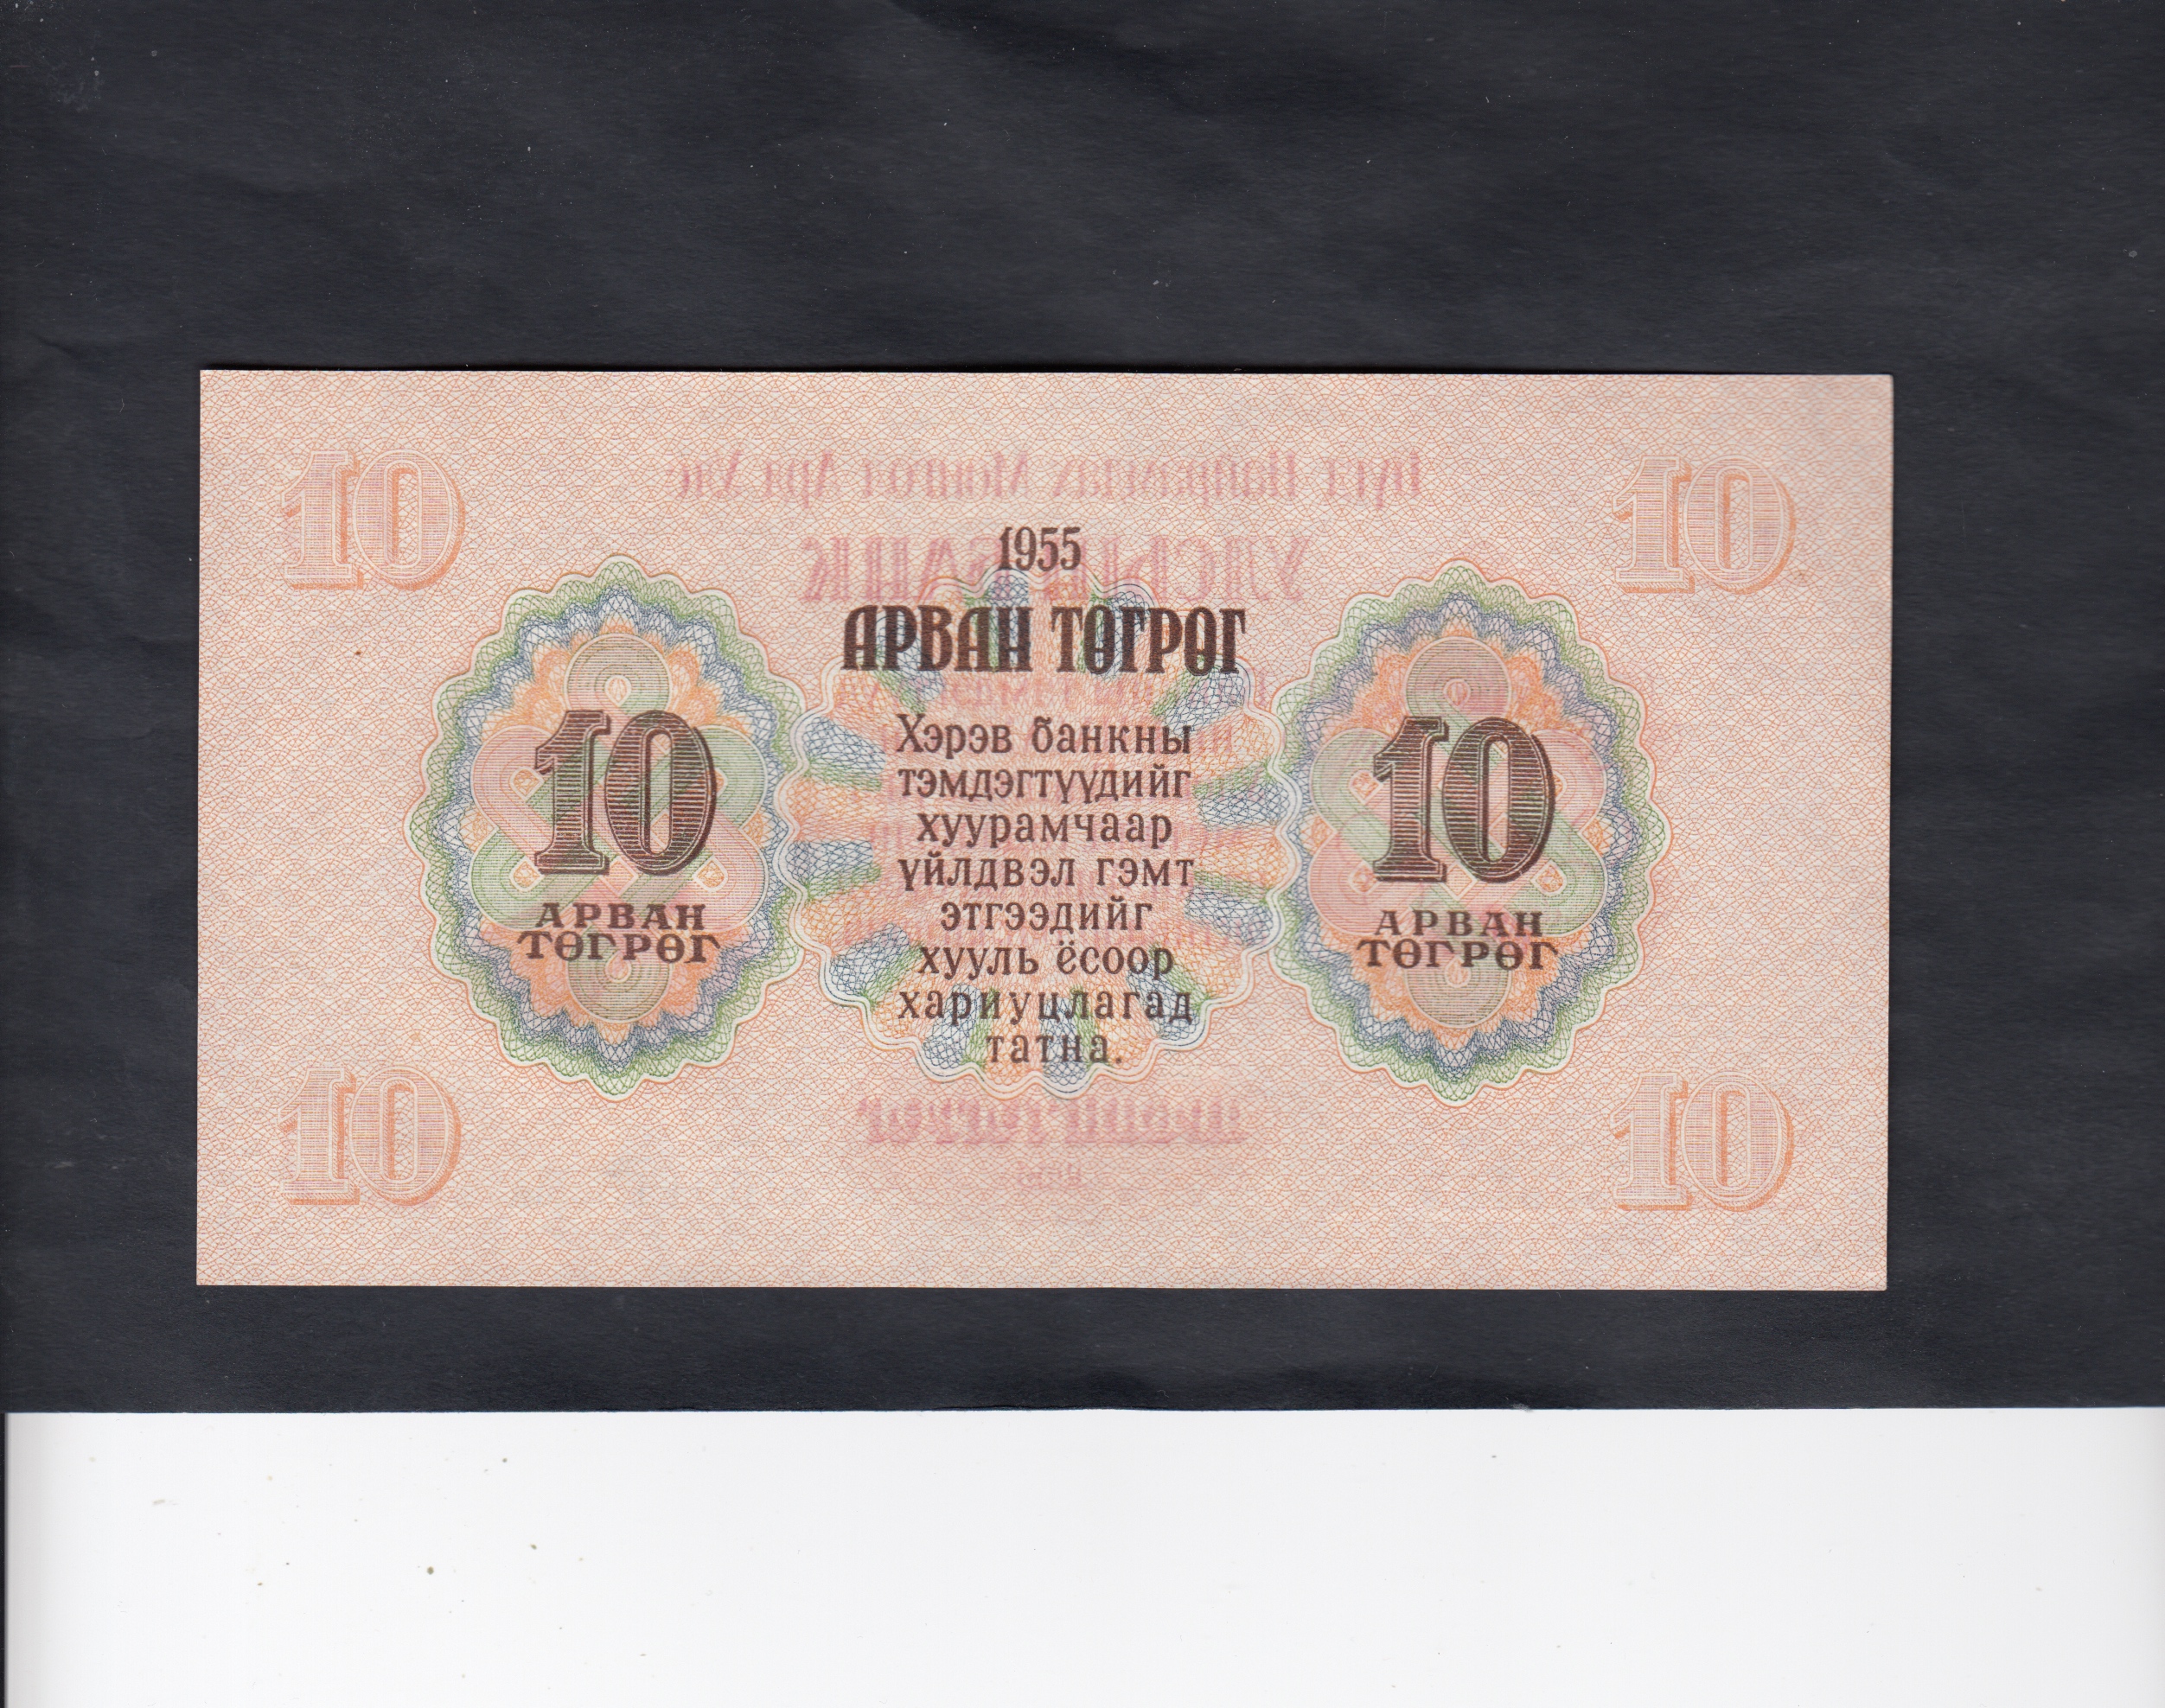 10
10
1955
АРВАН ТӨГРӨГ
10
АРВАН
ТӨГРӨГ
Хэрэв банкны
тэмдэгтүүдийг
хуурамчаар
үйлдвэл гэмт
этгээдийг
хууль ёсоор
хариуцлагад
татна.
10
АРВАН
ТӨГРӨГ
10
10